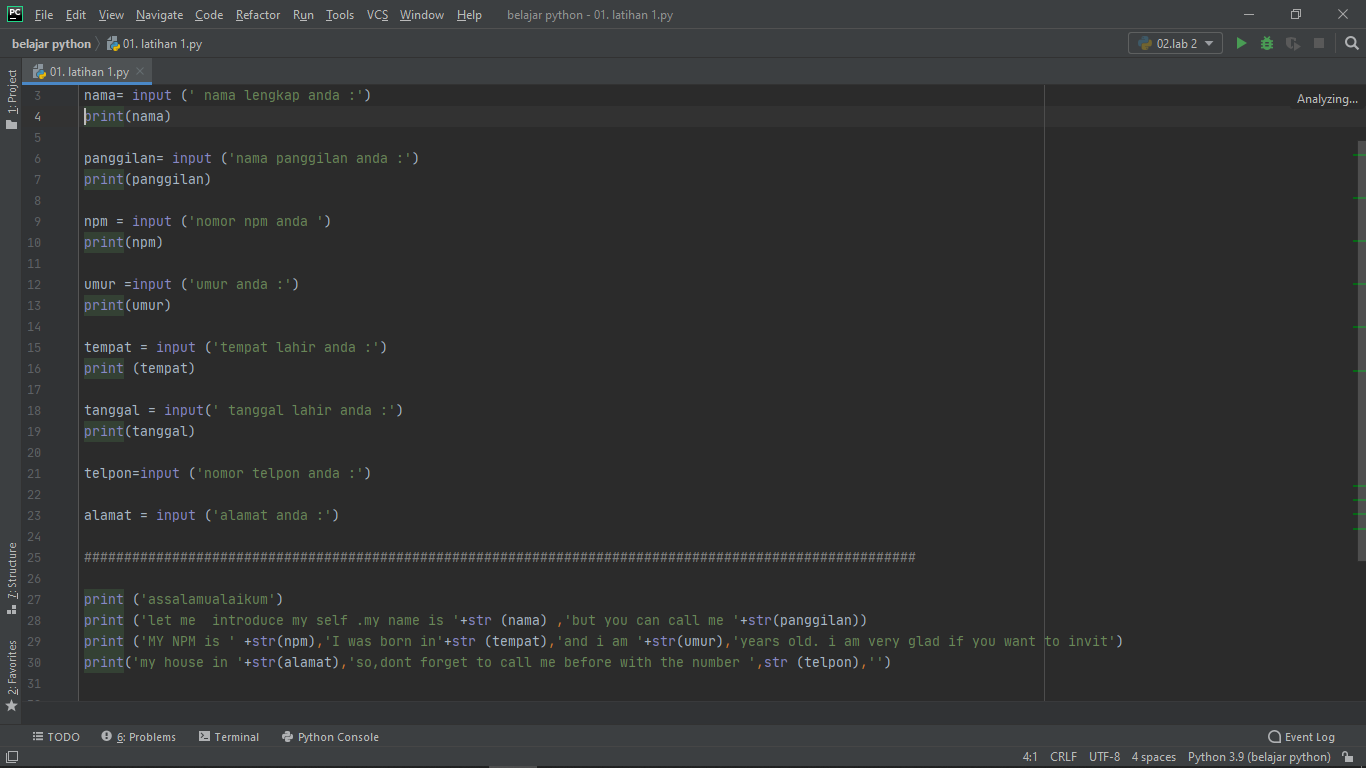 PC File Edit View Navigate Code Refactor Run Tools VCS Window Help belajar python - 01. latihan 1.py
belajar python 01. latihan 1.py 02.lab 2
01. latihan 1.py
1: Project
Analyzing...
3 nama= input (' nama lengkap anda :')
4 print(nama)
5
6 panggilan= input ('nama panggilan anda :')
7 print(panggilan)
8
9 npm = input ('nomor npm anda ')
10 print(npm)
11
12 umur =input ('umur anda :')
13 print(umur)
14
15 tempat = input ('tempat lahir anda :')
16 print (tempat)
17
18 tanggal = input(' tanggal lahir anda :')
19 print(tanggal)
20
21 telpon=input ('nomor telpon anda :')
22
23 alamat = input ('alamat anda :')
24
25 ########################################################################################################
26
27 print ('assalamualaikum')
28 print ('let me  introduce my self .my name is '+str (nama) ,'but you can call me '+str(panggilan))
29 print ('MY NPM is ' +str(npm),'I was born in'+str (tempat),'and i am '+str(umur),'years old. i am very glad if you want to invit')
30 print('my house in '+str(alamat),'so,dont forget to call me before with the number ',str (telpon),'')
31
7: Structure
2: Favorites
TODO 6: Problems Terminal Python Console Event Log
4:1 CRLF UTF-8 4 spaces Python 3.9 (belajar python)